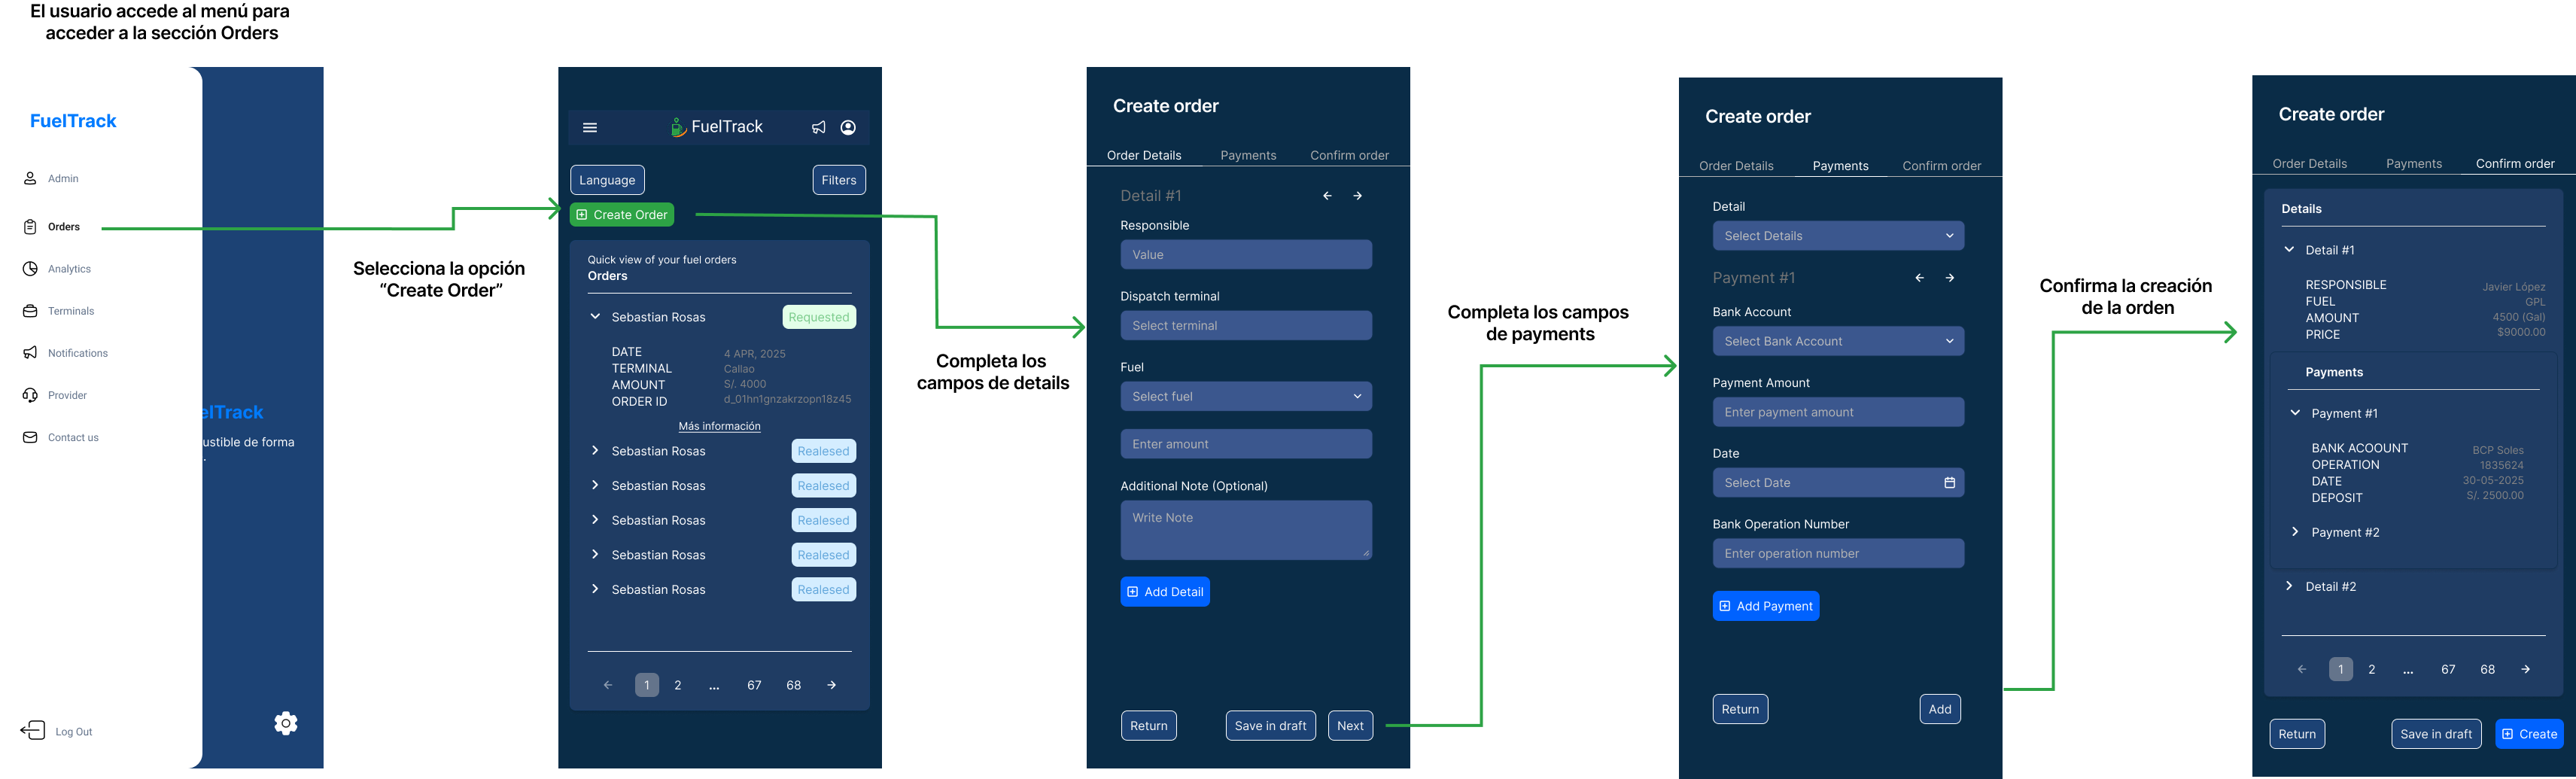 El usuario accede al menú para
acceder a la sección Orders
FuelTrack
Admin
Orders
Analytics
Terminals
Notifications
Provider
Contact us
Log Out
elTrack
ustible de forma
.
Selecciona la opción
“Create Order”
FuelTrack
Language
Filters
Create Order
Quick view of your fuel orders
Orders
Sebastian Rosas Requested
DATE 4 APR, 2025
TERMINAL Callao
AMOUNT S/. 4000
ORDER ID d_01hn1gnzakrzopn18z45
Más información
Sebastian Rosas Realesed
Sebastian Rosas Realesed
Sebastian Rosas Realesed
Sebastian Rosas Realesed
Sebastian Rosas Realesed
1 2 ... 67 68
Completa los
campos de details
Create order
Order Details Payments Confirm order
Detail #1
Responsible
Value
Dispatch terminal
Select terminal
Fuel
Select fuel
Enter amount
Additional Note (Optional)
Write Note
Add Detail
Return Save in draft Next
Completa los campos
de payments
Create order
Order Details Payments Confirm order
Detail
Select Details
Payment #1
Bank Account
Select Bank Account
Payment Amount
Enter payment amount
Date
Select Date
Bank Operation Number
Enter operation number
Add Payment
Return Add
Confirma la creación
de la orden
Create order
Order Details Payments Confirm order
Details
Detail #1
RESPONSIBLE Javier López
FUEL GPL
AMOUNT 4500 (Gal)
PRICE $9000.00
Payments
Payment #1
BANK ACOOUNT BCP Soles
OPERATION 1835624
DATE 30-05-2025
DEPOSIT S/. 2500.00
Payment #2
Detail #2
1 2 ... 67 68
Return Save in draft Create